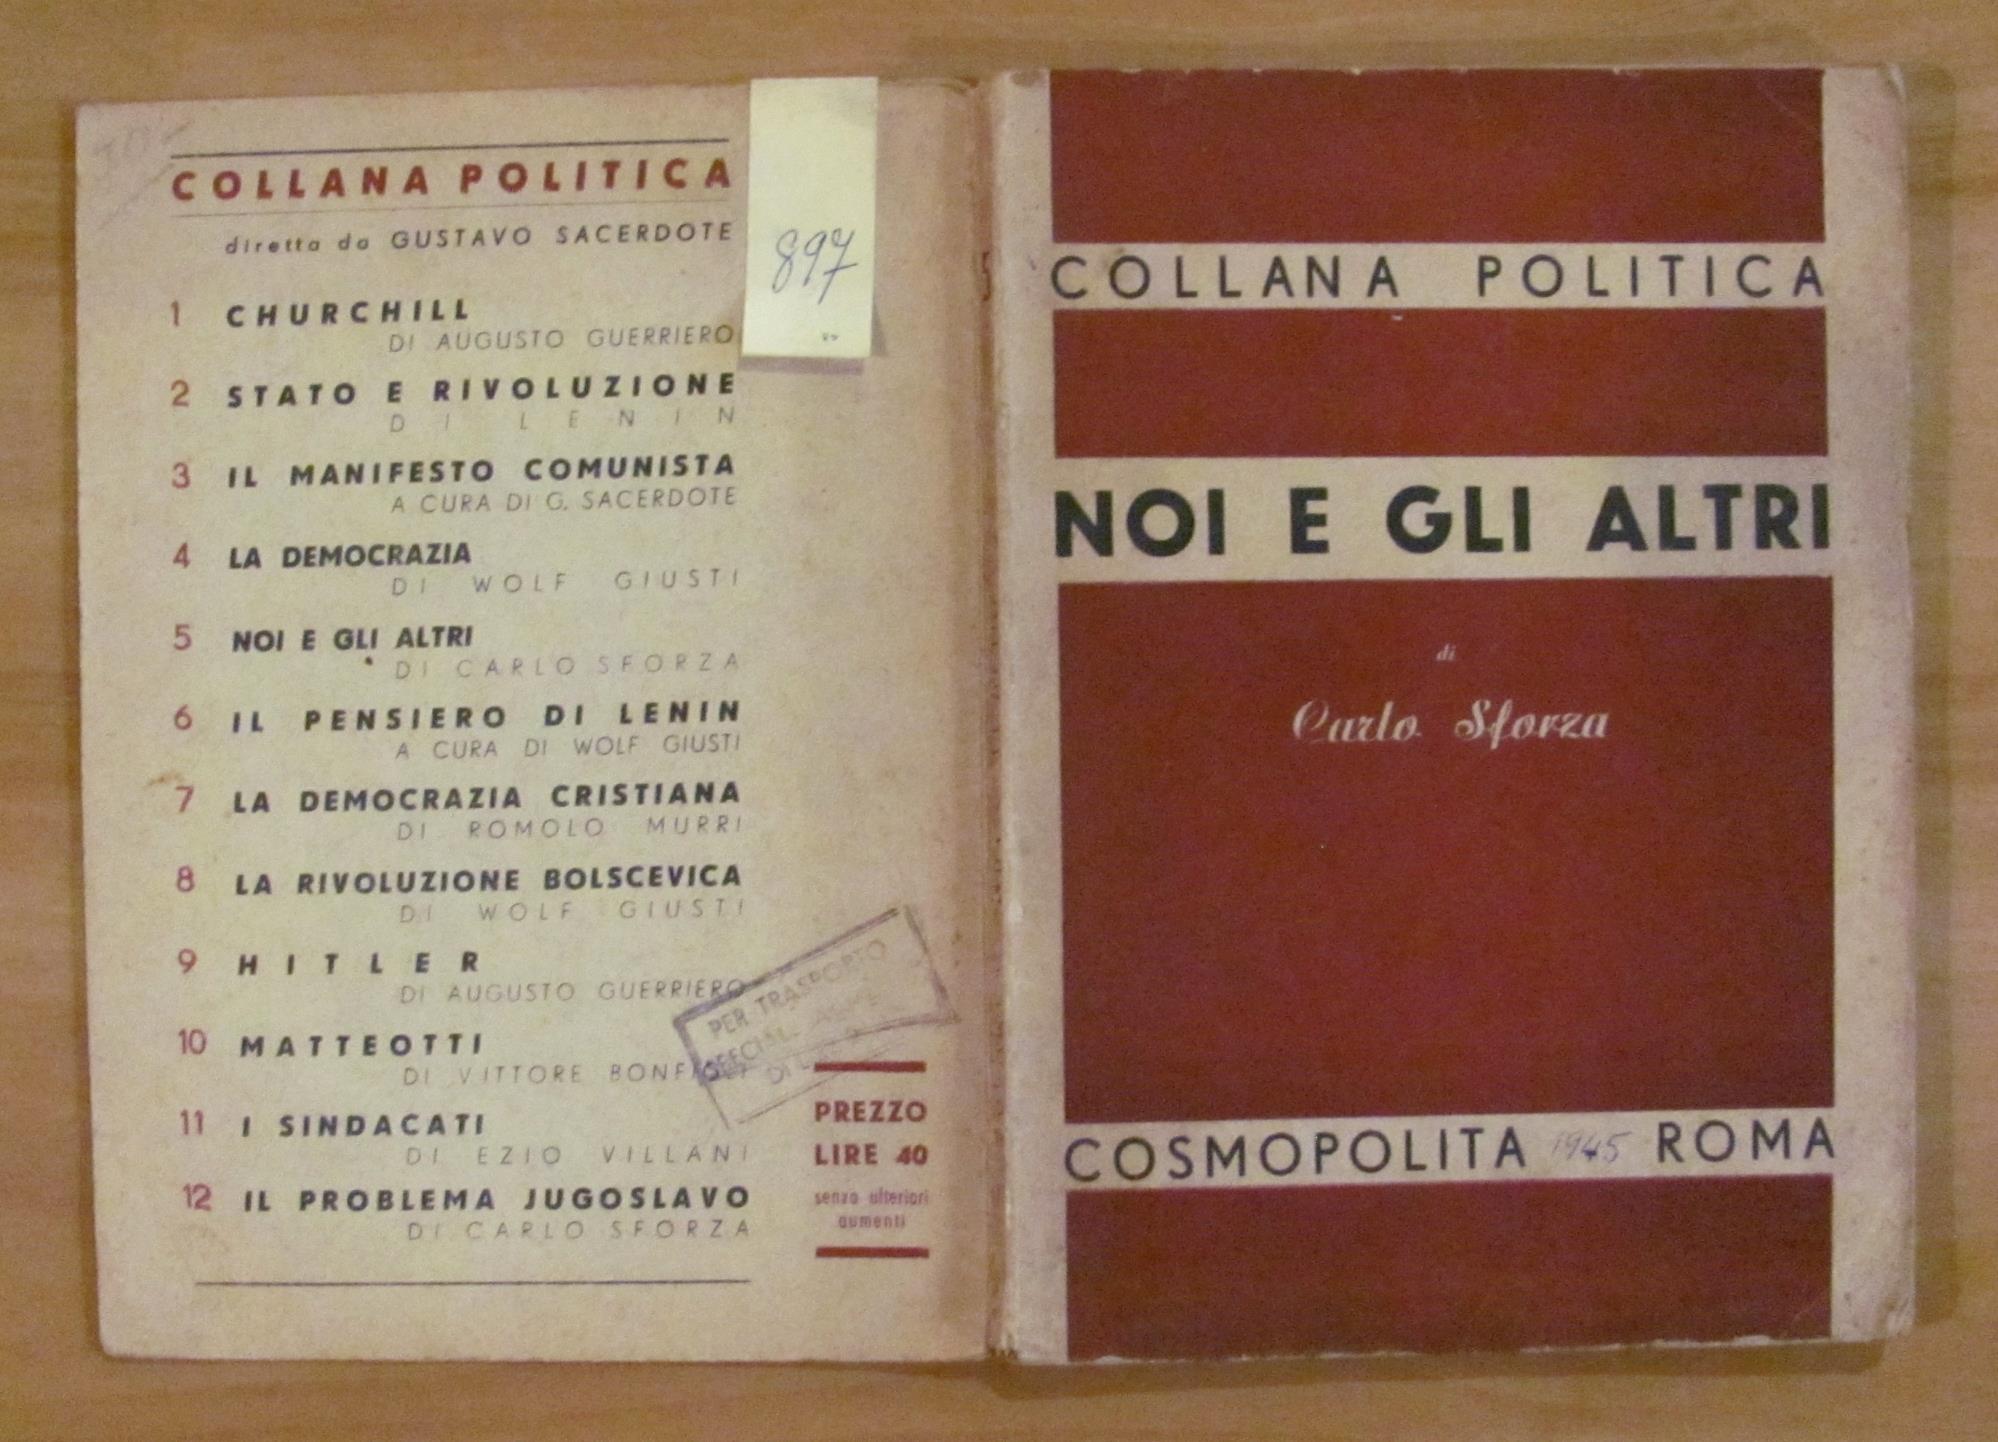 COLLANA POLITICA
diretta da GUSTAVO SACERDOTE
1 CHURCHILL
DI AUGUSTO GUERRIERO
2 STATO E RIVOLUZIONE
DI LENIN
3 IL MANIFESTO COMUNISTA
A CURA DI G. SACERDOTE
4 LA DEMOCRAZIA
DI WOLF GIUSTI
5 NOI E GLI ALTRI
DI CARLO SFORZA
6 IL PENSIERO DI LENIN
A CURA DI WOLF GIUSTI
7 LA DEMOCRAZIA CRISTIANA
DI ROMOLO MURRI
8 LA RIVOLUZIONE BOLSCEVICA
DI WOLF GIUSTI
9 HITLER
DI AUGUSTO GUERRIERO
10 MATTEOTTI
DI VITTORE
11 I SINDACATI
DI EZIO VILLANI
12 IL PROBLEMA JUGOSLAVO
DI CARLO SFORZA
897
PER TRASPORTO
PREZZO
LIRE 40
senza ulteriori
aumenti
COLLANA POLITICA
NOI E GLI ALTRI
di
Carlo Sforza
COSMOPOLITA 1945 ROMA